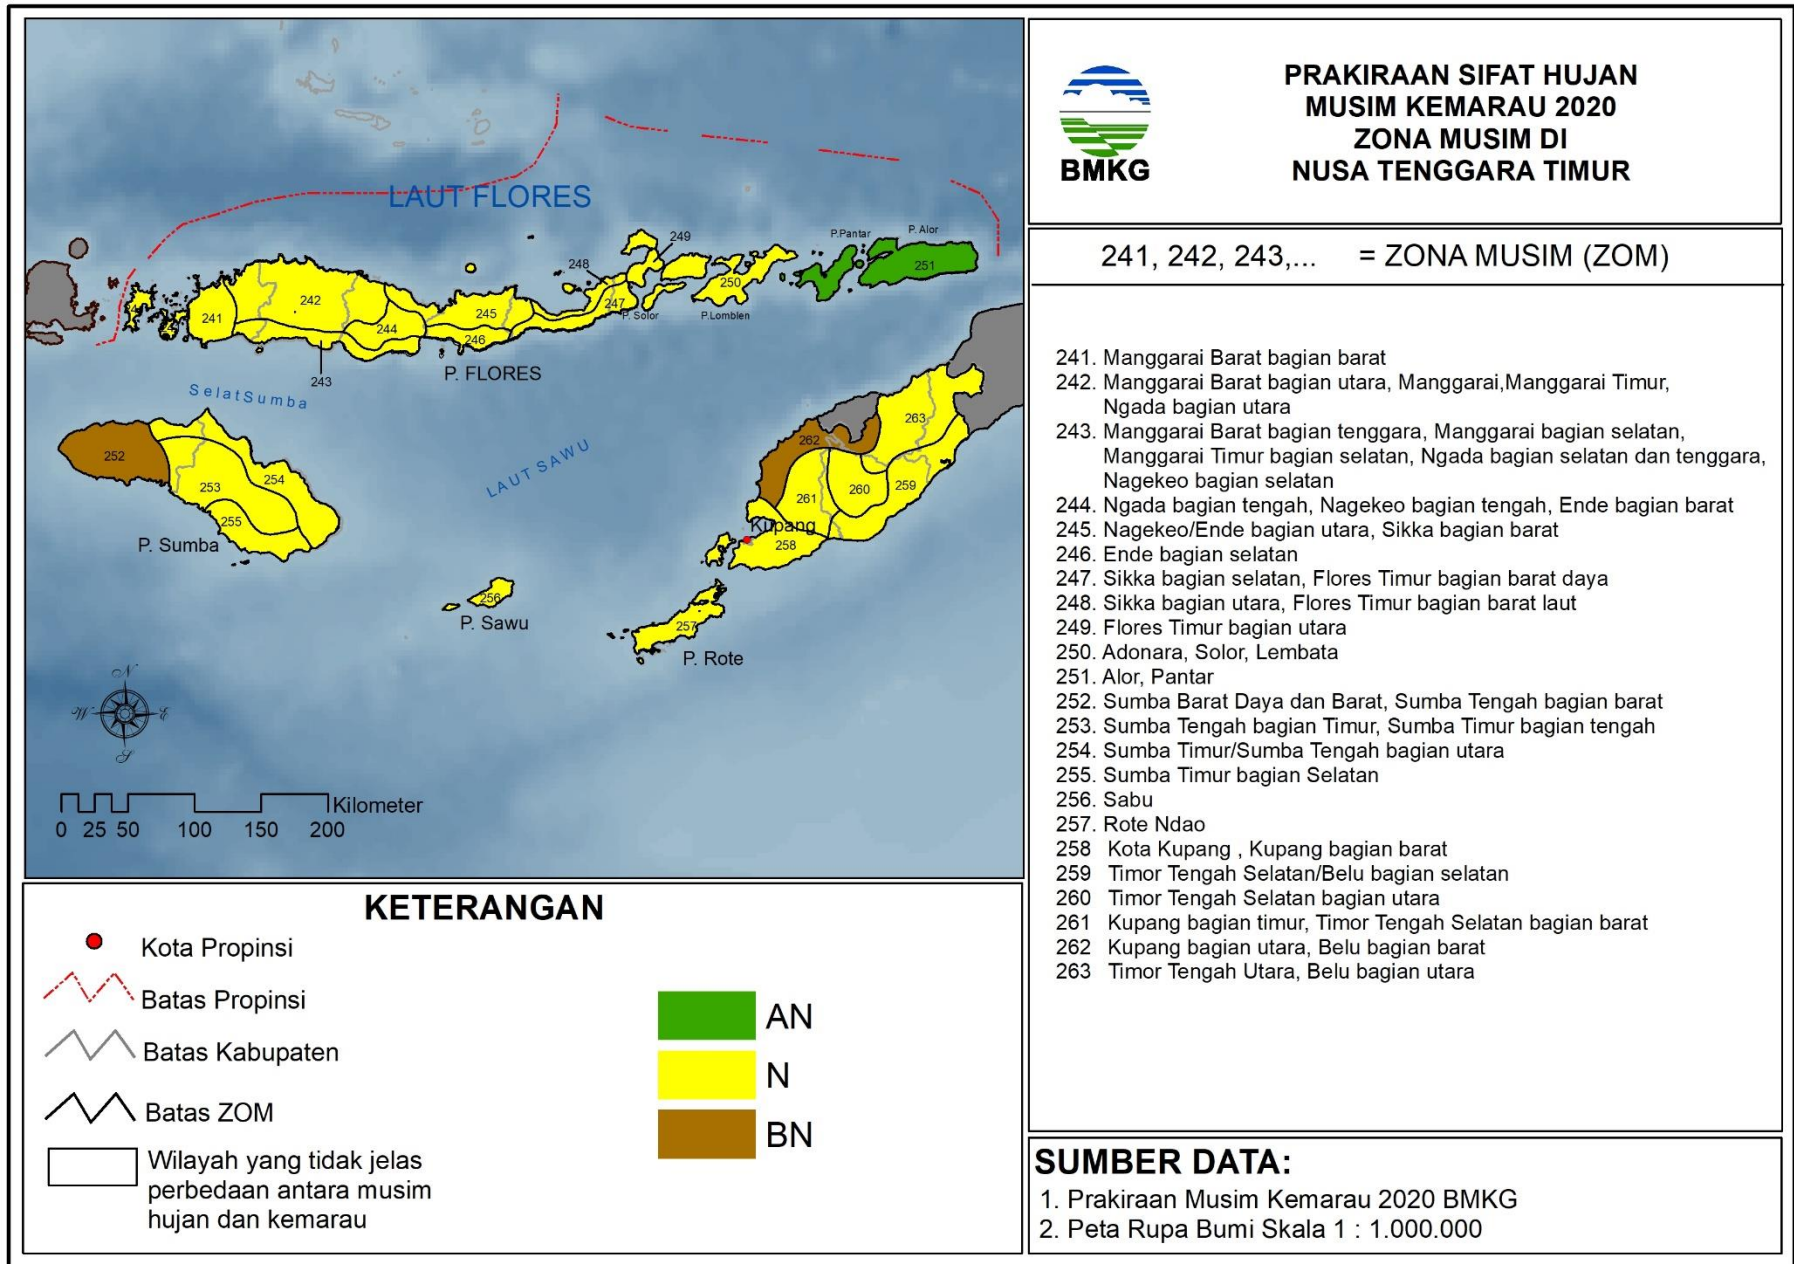 BMKG
PRAKIRAAN SIFAT HUJAN
MUSIM KEMARAU 2020
ZONA MUSIM DI
NUSA TENGGARA TIMUR
241, 242, 243,... = ZONA MUSIM (ZOM)
241. Manggarai Barat bagian barat
242. Manggarai Barat bagian utara, Manggarai,Manggarai Timur,
Ngada bagian utara
243. Manggarai Barat bagian tenggara, Manggarai bagian selatan,
Manggarai Timur bagian selatan, Ngada bagian selatan dan tenggara,
Nagekeo bagian selatan
244. Ngada bagian tengah, Nagekeo bagian tengah, Ende bagian barat
245. Nagekeo/Ende bagian utara, Sikka bagian barat
246. Ende bagian selatan
247. Sikka bagian selatan, Flores Timur bagian barat daya
248. Sikka bagian utara, Flores Timur bagian barat laut
249. Flores Timur bagian utara
250. Adonara, Solor, Lembata
251. Alor, Pantar
252. Sumba Barat Daya dan Barat, Sumba Tengah bagian barat
253. Sumba Tengah bagian Timur, Sumba Timur bagian tengah
254. Sumba Timur/Sumba Tengah bagian utara
255. Sumba Timur bagian Selatan
256. Sabu
257. Rote Ndao
258 Kota Kupang , Kupang bagian barat
259 Timor Tengah Selatan/Belu bagian selatan
260 Timor Tengah Selatan bagian utara
261 Kupang bagian timur, Timor Tengah Selatan bagian barat
262 Kupang bagian utara, Belu bagian barat
263 Timor Tengah Utara, Belu bagian utara
SUMBER DATA:
1. Prakiraan Musim Kemarau 2020 BMKG
2. Peta Rupa Bumi Skala 1 : 1.000.000
LAUT FLORES
P.Pantar
P. Alor
249
248
251
250
242
241
247
245
244
246
P. Solor
P.Lomblen
243
P. FLORES
SelatSumba
LAUT SAWU
252
254
253
255
P. Sumba
263
262
261
260
259
Kupang
258
256
P. Sawu
257
P. Rote
N
W
E
S
Kilometer
0 25 50 100 150 200
KETERANGAN
Kota Propinsi
Batas Propinsi
Batas Kabupaten
Batas ZOM
Wilayah yang tidak jelas
perbedaan antara musim
hujan dan kemarau
AN
N
BN